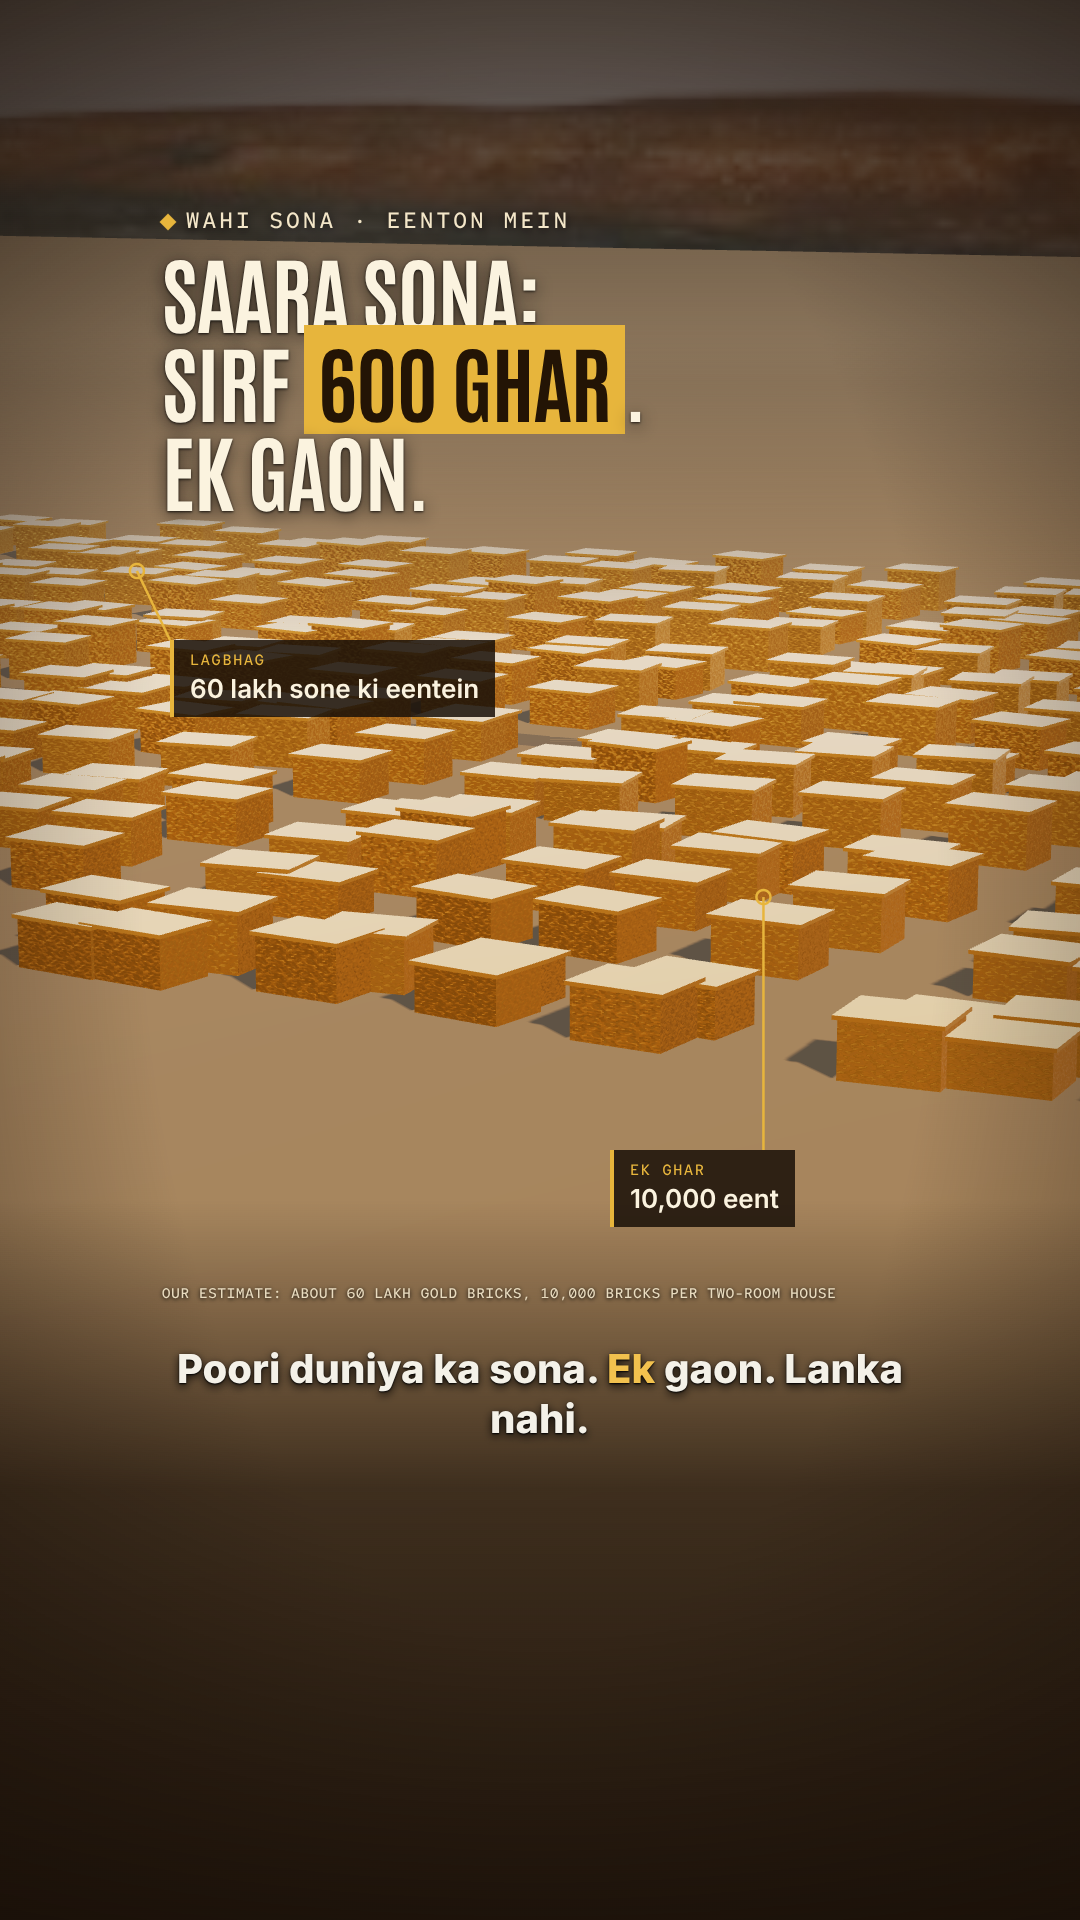 WAHI SONA · EENTON MEIN
SAARA SONA:
SIRF 600 GHAR.
EK GAON.
LAGBHAG
60 lakh sone ki eentein
EK GHAR
10,000 eent
OUR ESTIMATE: ABOUT 60 LAKH GOLD BRICKS, 10,000 BRICKS PER TWO-ROOM HOUSE
Poori duniya ka sona. Ek gaon. Lanka
nahi.